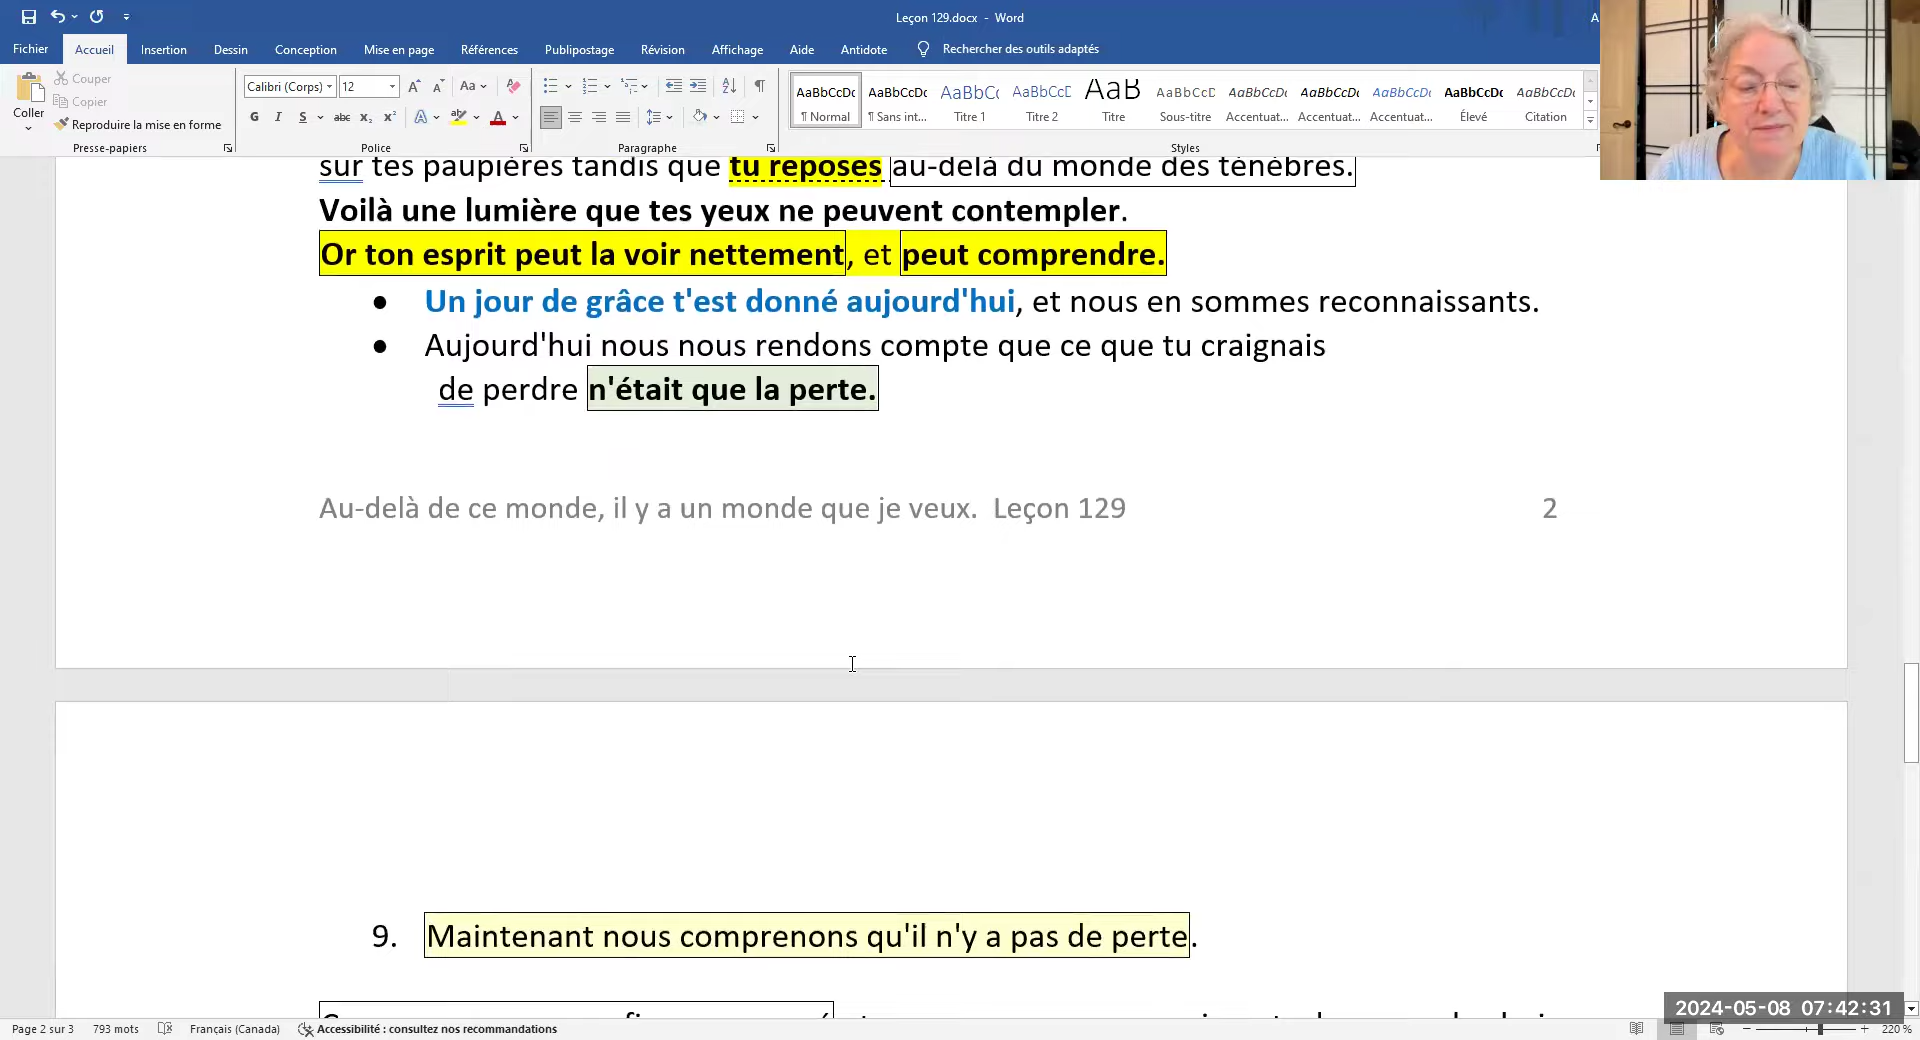 Leçon 129.docx - Word
Fichier Accueil Insertion Dessin Conception Mise en page Références Publipostage Révision Affichage Aide Antidote Rechercher des outils adaptés
Coller
Couper
Copier
Reproduire la mise en forme
Presse-papiers
Calibri (Corps) 12
Police
Paragraphe
AaBbCcDc AaBbCcDc AaBbCc AaBbCcD AaB AaBbCcD AaBbCcDc AaBbCcDc AaBbCcDc AaBbCcDc AaBbCcDc
¶ Normal ¶ Sans int... Titre 1 Titre 2 Titre Sous-titre Accentuat... Accentuat... Accentuat... Élevé Citation
Styles
sur tes paupières tandis que tu reposes au-delà du monde des ténèbres.
Voilà une lumière que tes yeux ne peuvent contempler.
Or ton esprit peut la voir nettement, et peut comprendre.
● Un jour de grâce t'est donné aujourd'hui, et nous en sommes reconnaissants.
● Aujourd'hui nous nous rendons compte que ce que tu craignais
de perdre n'était que la perte.
Au-delà de ce monde, il y a un monde que je veux. Leçon 129 2
9. Maintenant nous comprenons qu'il n'y a pas de perte.
2024-05-08 07:42:31
Page 2 sur 3 793 mots Français (Canada) Accessibilité : consultez nos recommandations 220 %